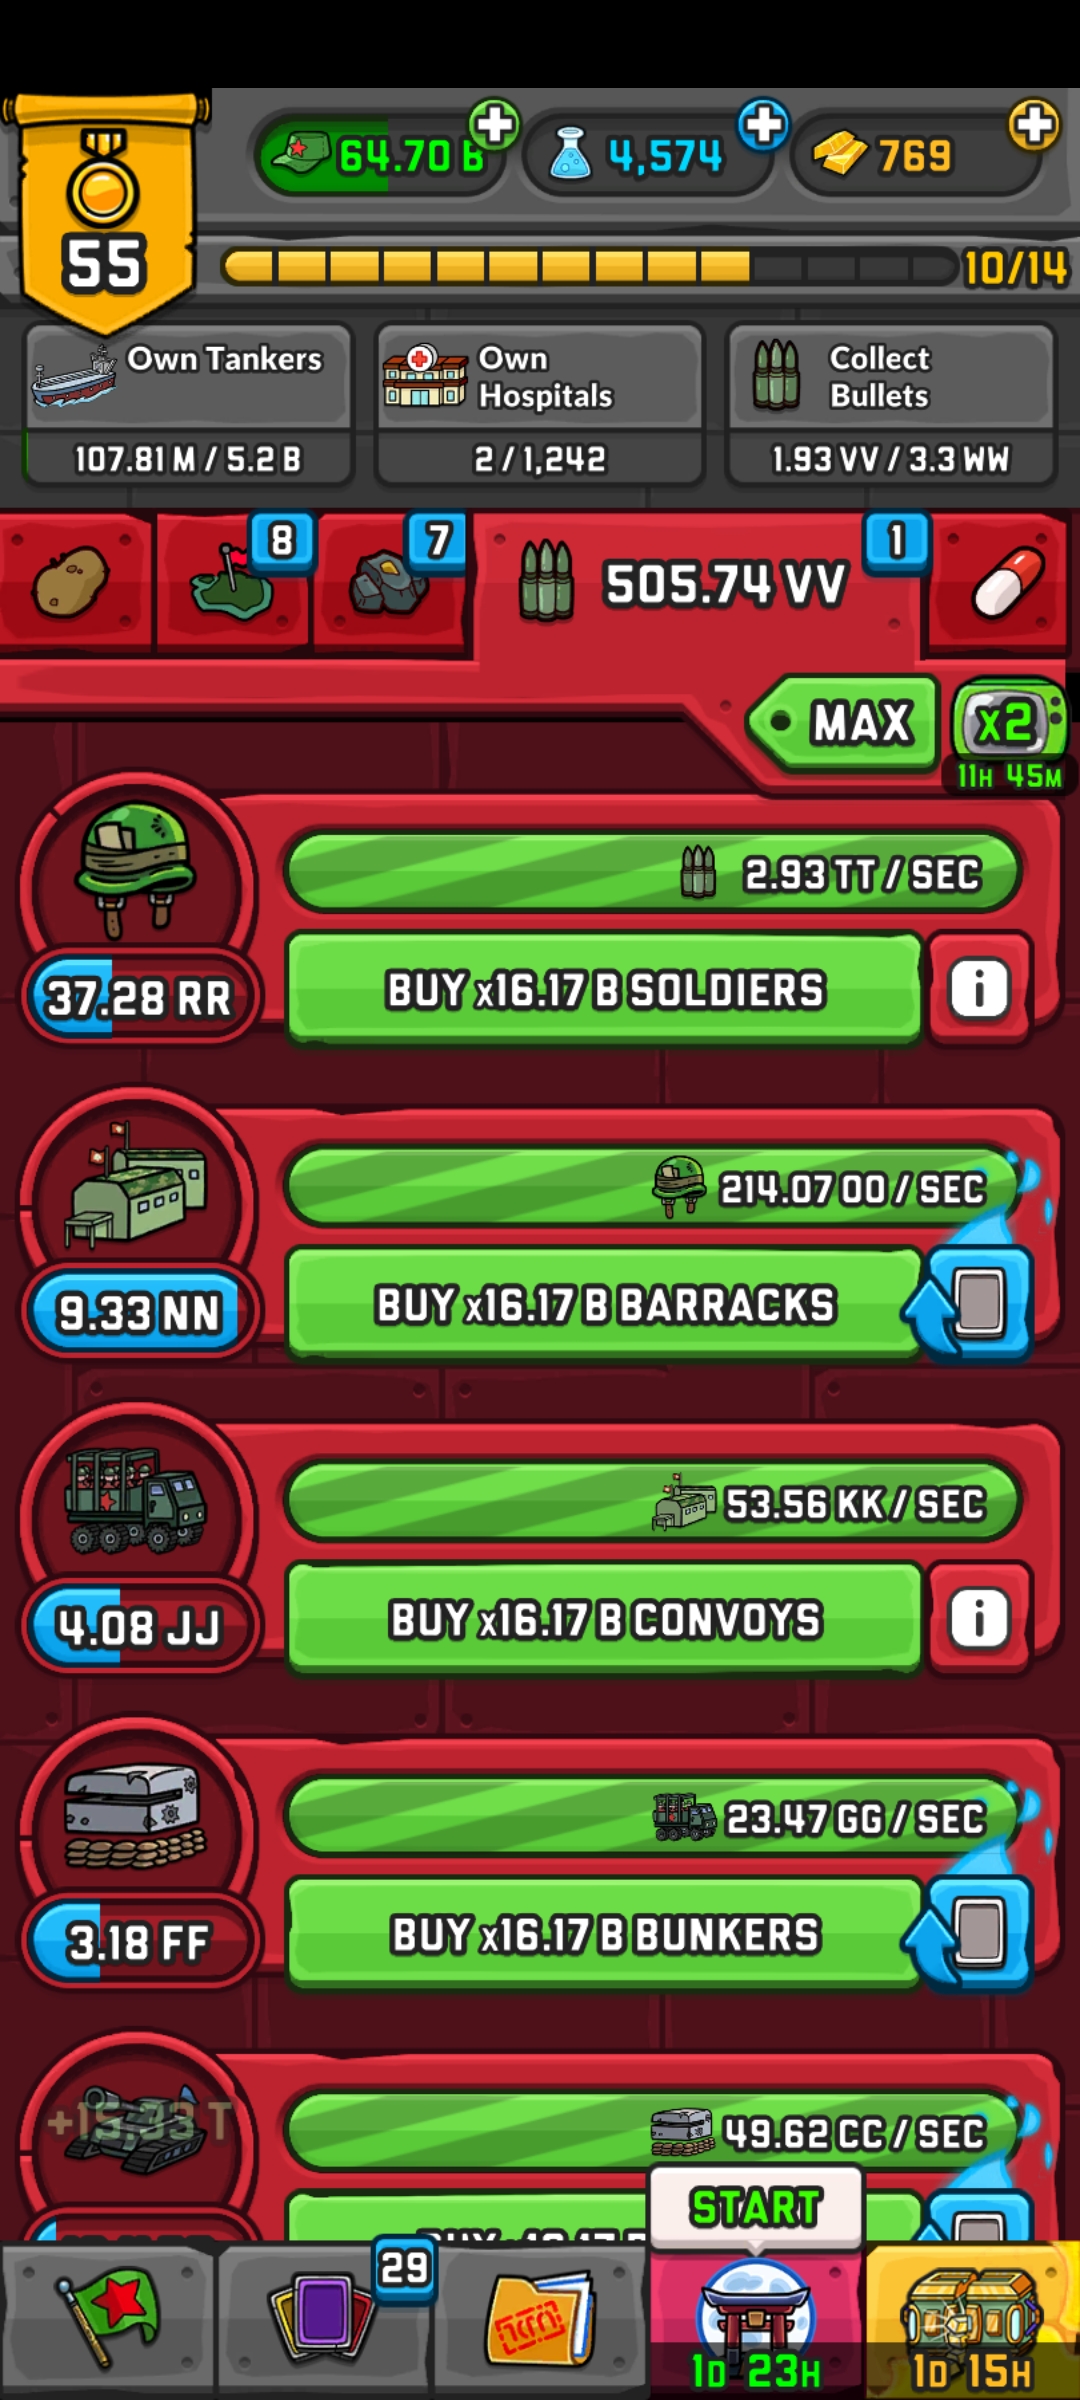 64.70 B
4,574
769
55
10/14
Own Tankers
107.81 M / 5.2 B
Own
Hospitals
2 / 1,242
Collect
Bullets
1.93 VV / 3.3 WW
8
7
505.74 VV
1
MAX
x2
11H 45M
2.93 TT / SEC
37.28 RR
BUY x16.17 B SOLDIERS
i
214.07 OO / SEC
9.33 NN
BUY x16.17 B BARRACKS
53.56 KK / SEC
4.08 JJ
BUY x16.17 B CONVOYS
i
23.47 GG / SEC
3.18 FF
BUY x16.17 B BUNKERS
49.62 CC / SEC
START
29
1D 23H
1D 15H